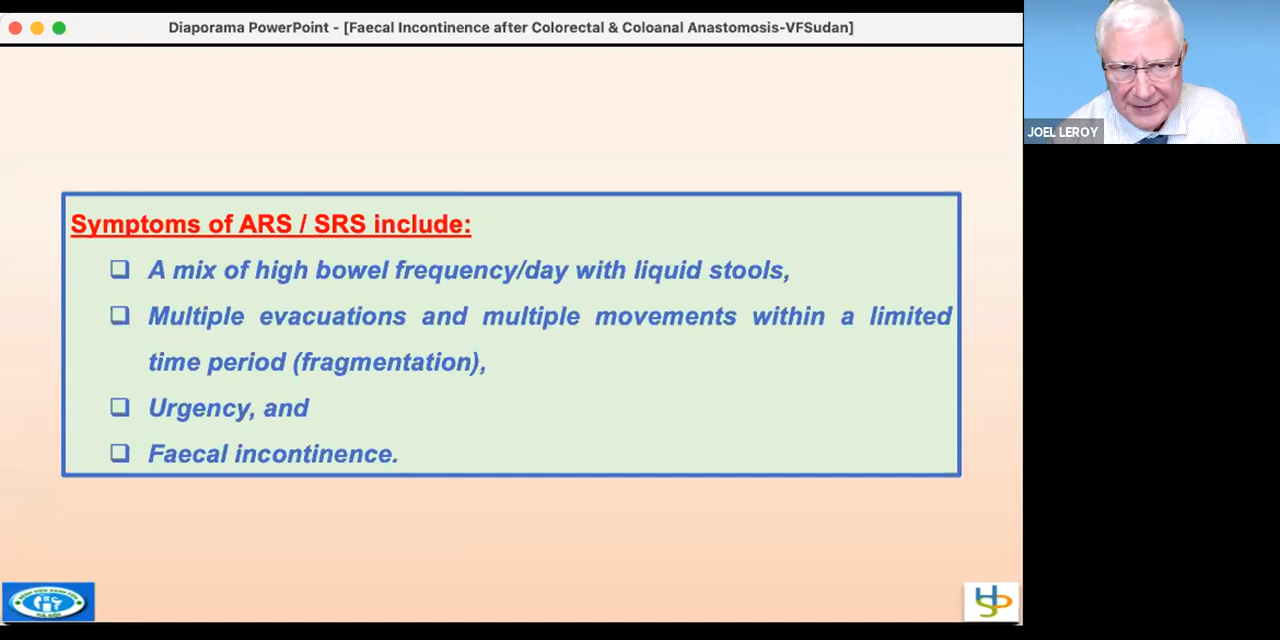 Diaporama PowerPoint - [Faecal Incontinence after Colorectal & Coloanal Anastomosis-VFSudan]
JOEL LEROY
Symptoms of ARS / SRS include:
A mix of high bowel frequency/day with liquid stools,
Multiple evacuations and multiple movements within a limited
time period (fragmentation),
Urgency, and
Faecal incontinence.